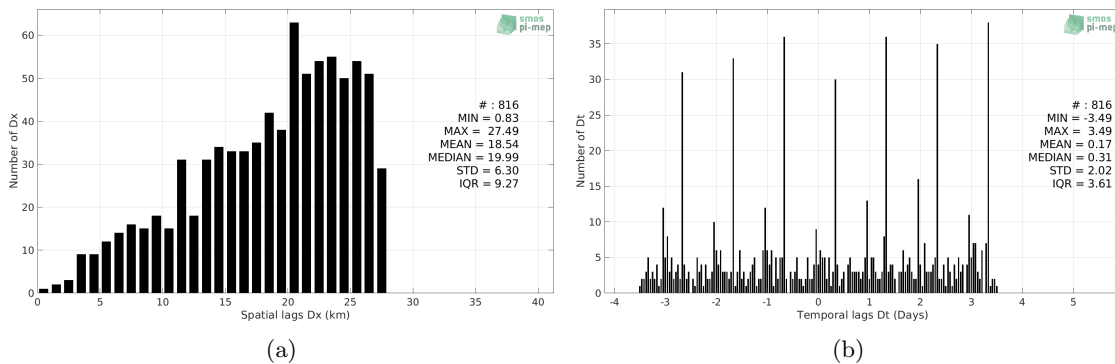 smos
pi-mep
60
50
40
30
20
10
0
Number of Dx
# : 816
MIN = 0.83
MAX = 27.49
MEAN = 18.54
MEDIAN = 19.99
STD = 6.30
IQR = 9.27
0 5 10 15 20 25 30 35 40
Spatial lags Dx (km)
(a)
smos
pi-mep
35
30
25
20
15
10
5
0
Number of Dt
# : 816
MIN = -3.49
MAX = 3.49
MEAN = 0.17
MEDIAN = 0.31
STD = 2.02
IQR = 3.61
-4 -3 -2 -1 0 1 2 3 4 5
Temporal lags Dt (Days)
(b)